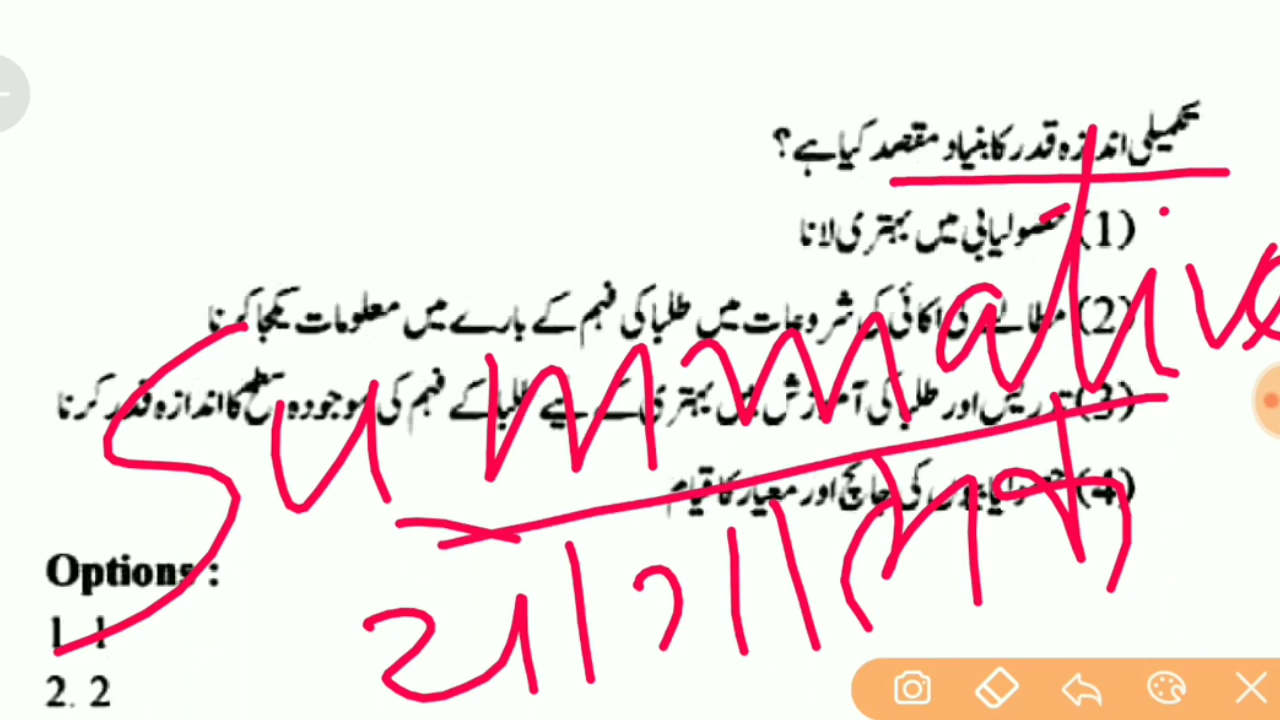 تکمیلی اندازہ قدر کا بنیاد مقصد کیا ہے؟
(1) حصولیابی میں بہتری لانا
(2) مطالعے کی اکائی کی شروعات میں طلبا کی فہم کے بارے میں معلومات یکجا کرنا
(3) تدریس اور طلبا کی آموزش میں بہتری کے لیے طلبا کے فہم کی موجودہ سطح کا اندازہ قدر کرنا
(4) حصولیابیوں کی جانچ اور معیار کا قیام
Summative
Options :
1. 1
2. 2